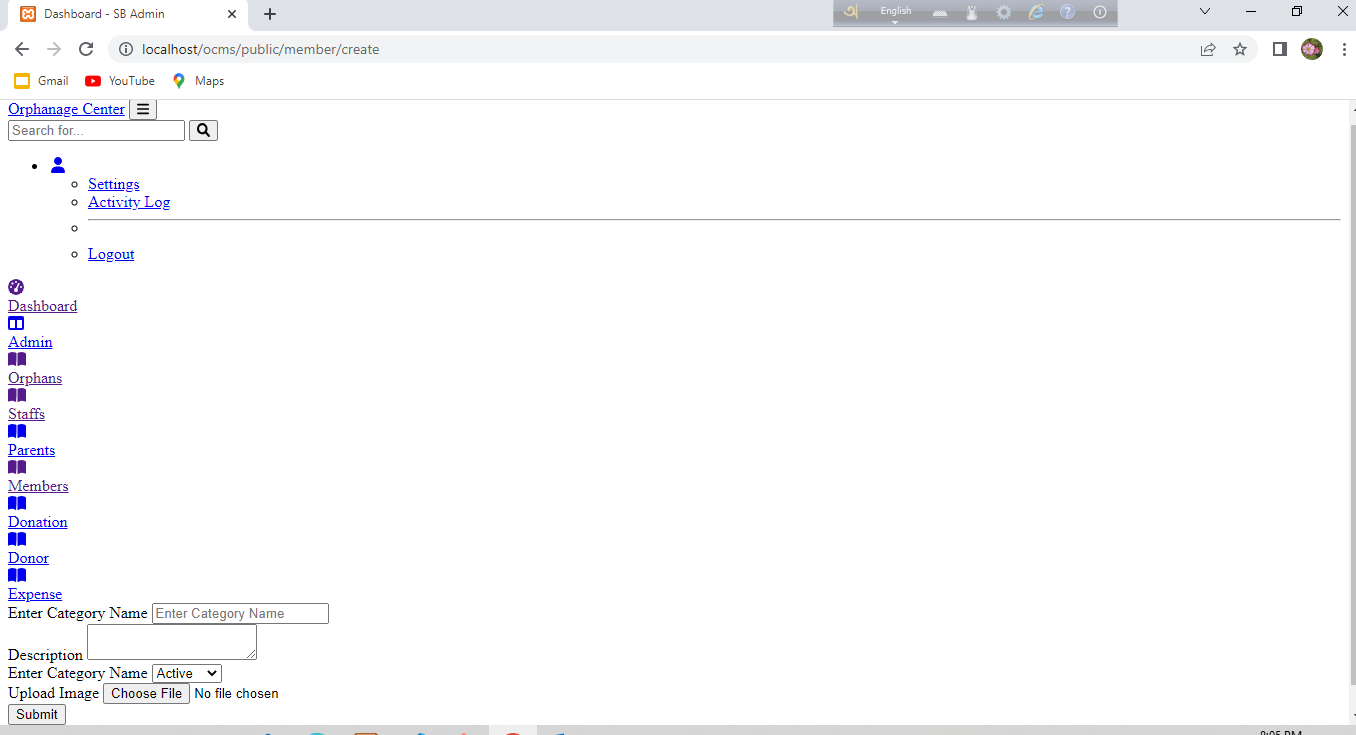 Dashboard - SB Admin
English
localhost/ocms/public/member/create
Gmail YouTube Maps
Orphanage Center
Search for...
Settings
Activity Log
Logout
Dashboard
Admin
Orphans
Staffs
Parents
Members
Donation
Donor
Expense
Enter Category Name Enter Category Name
Description
Enter Category Name Active
Upload Image Choose File No file chosen
Submit